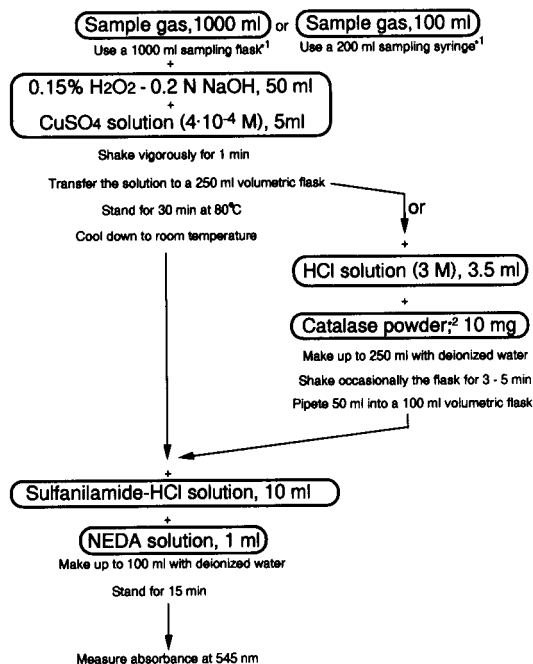 Sample gas,1000 ml or Sample gas, 100 ml
Use a 1000 ml sampling flask*1 Use a 200 ml sampling syringe*1
+
0.15% H2O2 - 0.2 N NaOH, 50 ml
+
CuSO4 solution (4·10-4 M), 5ml
Shake vigorously for 1 min
Transfer the solution to a 250 ml volumetric flask
or
Stand for 30 min at 80°C
Cool down to room temperature
+
HCl solution (3 M), 3.5 ml
+
Catalase powder;2 10 mg
Make up to 250 ml with deionized water
Shake occasionally the flask for 3 - 5 min
Pipete 50 ml into a 100 ml volumetric flask
+
Sulfanilamide-HCl solution, 10 ml
+
NEDA solution, 1 ml
Make up to 100 ml with deionized water
Stand for 15 min
Measure absorbance at 545 nm